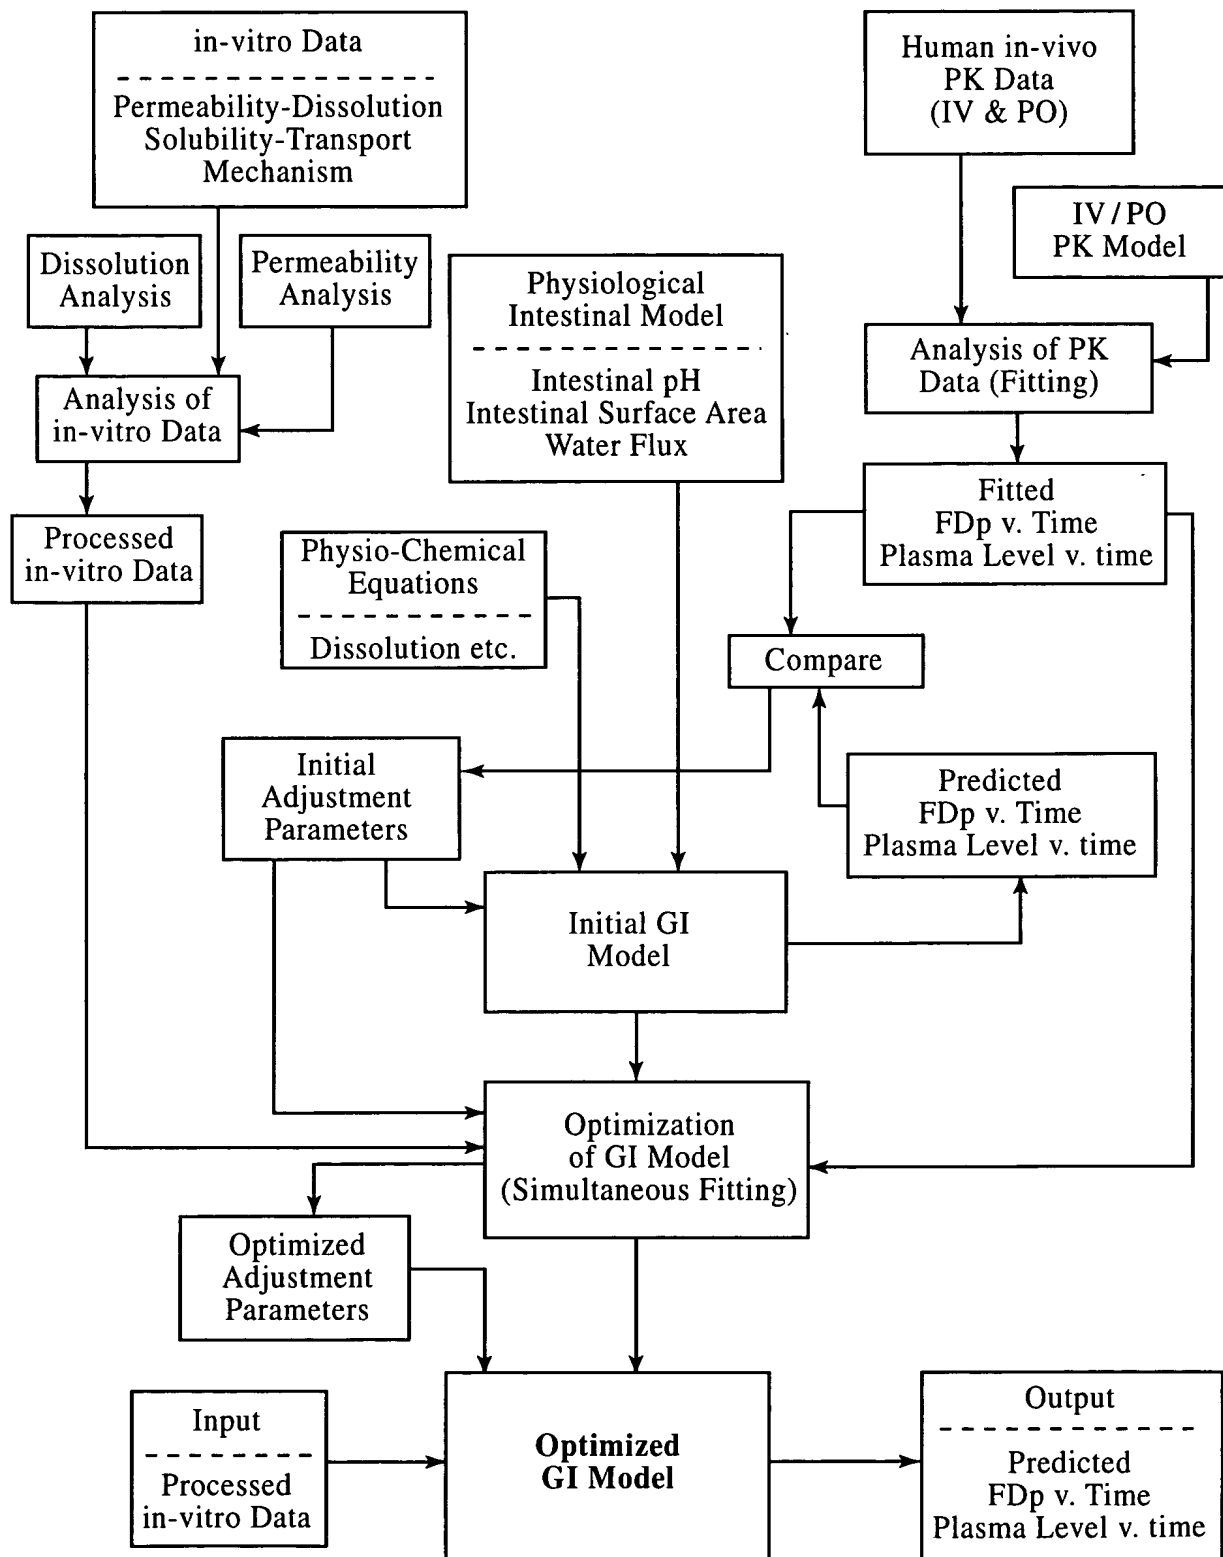 in-vitro Data
Permeability-Dissolution
Solubility-Transport
Mechanism
Human in-vivo
PK Data
(IV & PO)
IV / PO
PK Model
Dissolution
Analysis
Permeability
Analysis
Physiological
Intestinal Model
Intestinal pH
Intestinal Surface Area
Water Flux
Analysis of PK
Data (Fitting)
Analysis of
in-vitro Data
Fitted
FDp v. Time
Plasma Level v. time
Processed
in-vitro Data
Physio-Chemical
Equations
Dissolution etc.
Compare
Initial
Adjustment
Parameters
Predicted
FDp v. Time
Plasma Level v. time
Initial GI
Model
Optimization
of GI Model
(Simultaneous Fitting)
Optimized
Adjustment
Parameters
Input
Processed
in-vitro Data
Optimized
GI Model
Output
Predicted
FDp v. Time
Plasma Level v. time